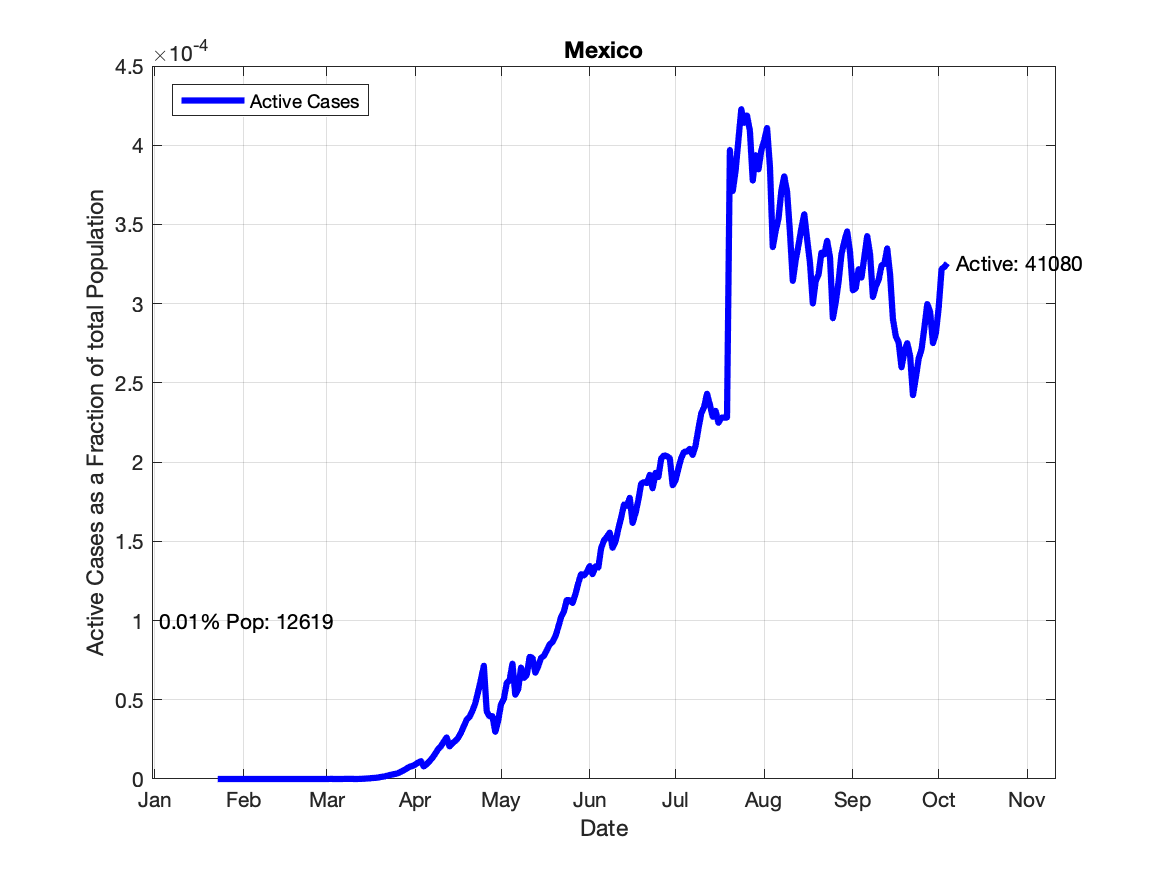 Mexico
×10^-4
4.5
4
3.5
3
2.5
2
1.5
1
0.5
0
Active Cases as a Fraction of total Population
Active Cases
Active: 41080
0.01% Pop: 12619
Jan Feb Mar Apr May Jun Jul Aug Sep Oct Nov
Date